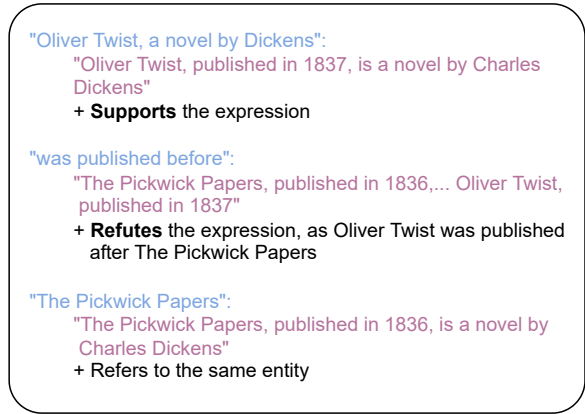 "Oliver Twist, a novel by Dickens":
"Oliver Twist, published in 1837, is a novel by Charles
Dickens"
+ Supports the expression
"was published before":
"The Pickwick Papers, published in 1836,... Oliver Twist,
published in 1837"
+ Refutes the expression, as Oliver Twist was published
after The Pickwick Papers
"The Pickwick Papers":
"The Pickwick Papers, published in 1836, is a novel by
Charles Dickens"
+ Refers to the same entity